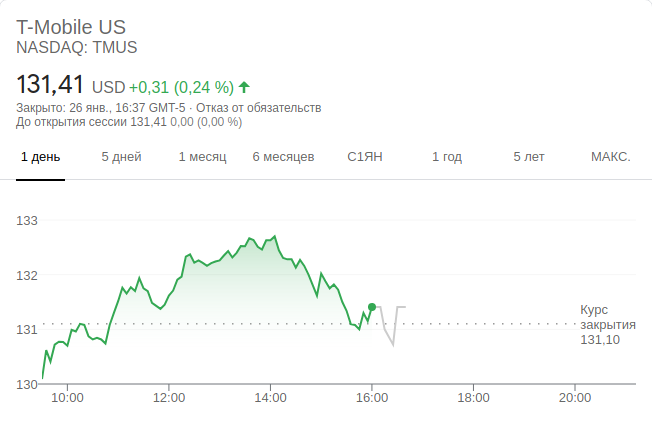 T-Mobile US
NASDAQ: TMUS
131,41 USD +0,31 (0,24 %)
Закрыто: 26 янв., 16:37 GMT-5 · Отказ от обязательств
До открытия сессии 131,41 0,00 (0,00 %)
1 день 5 дней 1 месяц 6 месяцев С1ЯН 1 год 5 лет МАКС.
133
132
131
130
Курс
закрытия
131,10
10:00 12:00 14:00 16:00 18:00 20:00